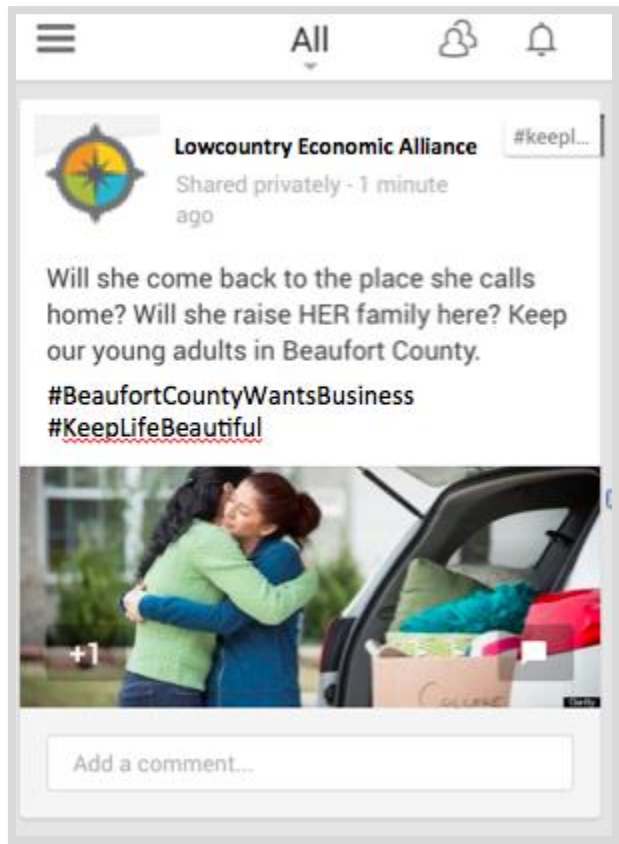 All
Lowcountry Economic Alliance
#keepl...
Shared privately - 1 minute
ago
Will she come back to the place she calls
home? Will she raise HER family here? Keep
our young adults in Beaufort County.
#BeaufortCountyWantsBusiness
#KeepLifeBeautiful
+1
COLLEGE
Getty
Add a comment...